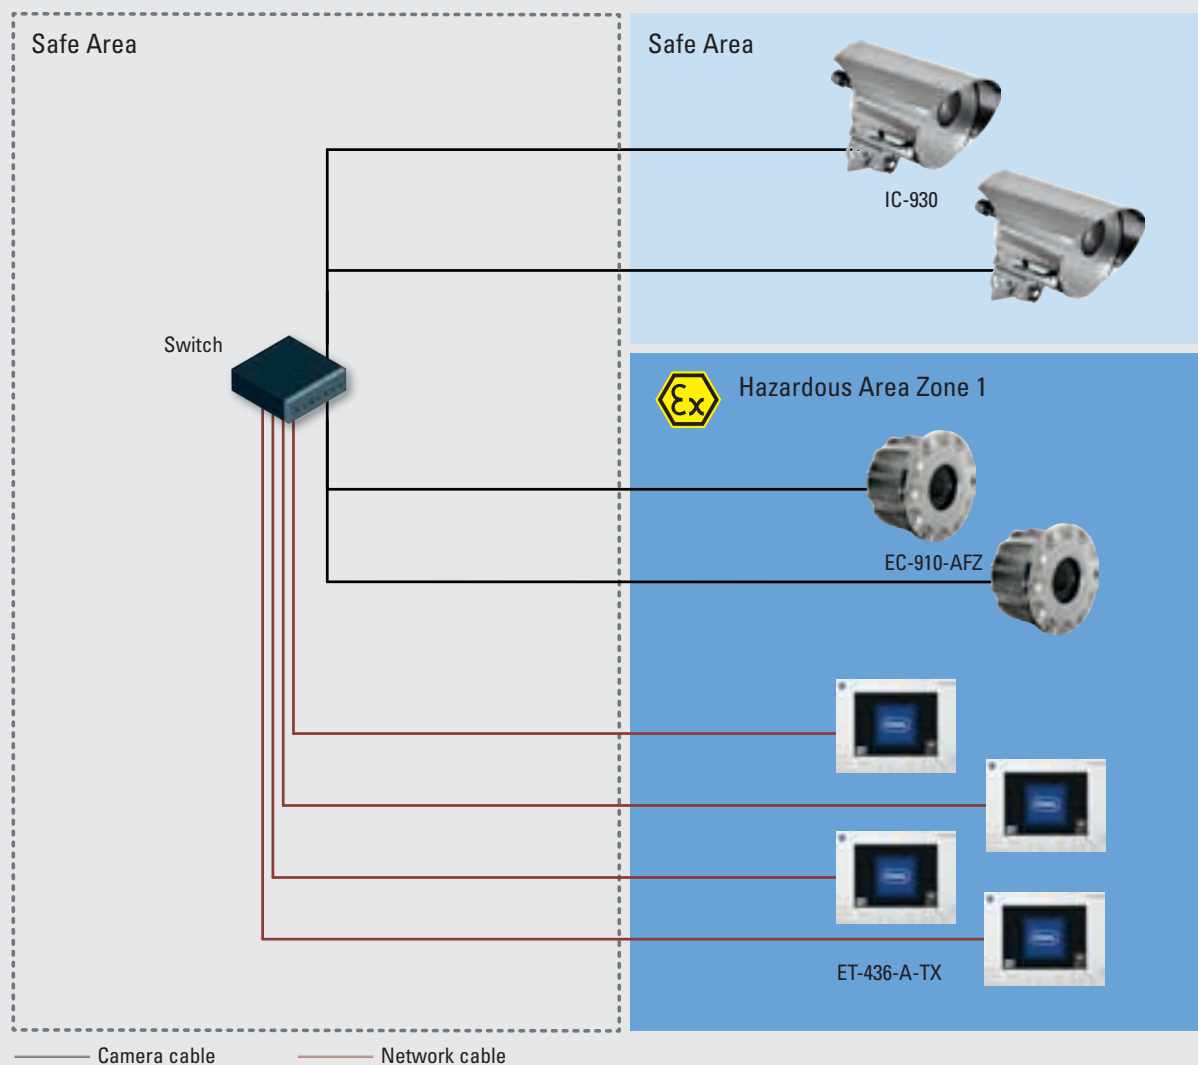 Safe Area
Safe Area
IC-930
Switch
Ex
Hazardous Area Zone 1
EC-910-AFZ
ET-436-A-TX
Camera cable
Network cable